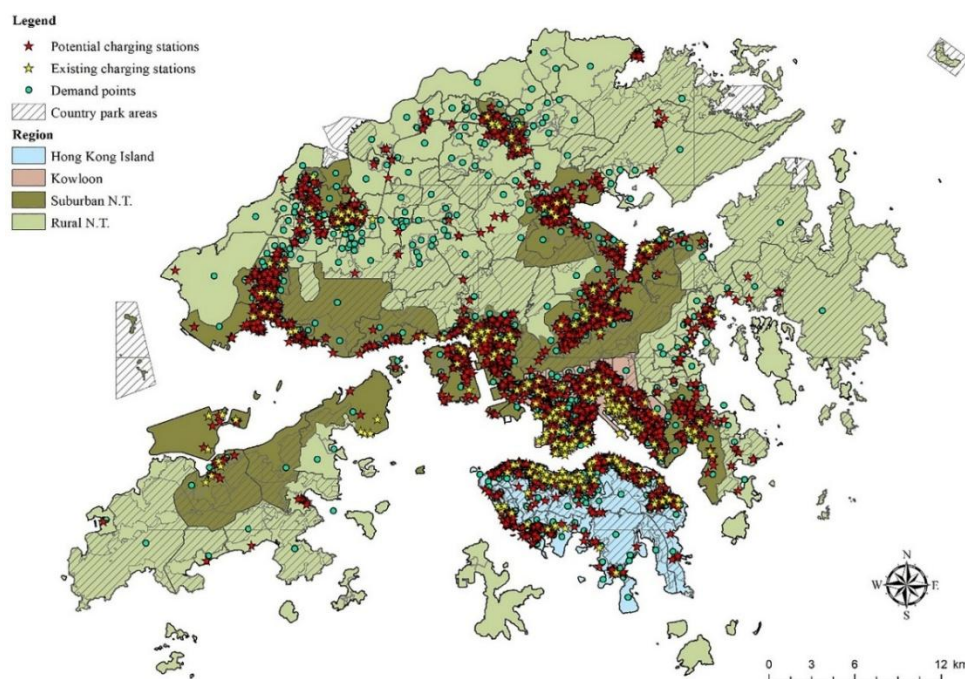 Legend
Potential charging stations
Existing charging stations
Demand points
Country park areas
Region
Hong Kong Island
Kowloon
Suburban N.T.
Rural N.T.
N
W E
S
0 3 6 12 km